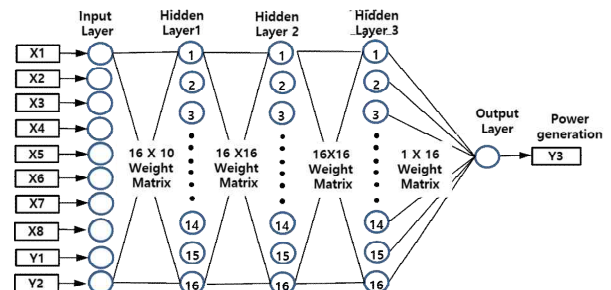 Input Layer
Hidden Layer1
Hidden Layer 2
Hidden Layer 3
X1
X2
X3
X4
X5
X6
X7
X8
Y1
Y2
16 X 10 Weight Matrix
1
2
3
14
15
16
16 X16 Weight Matrix
1
2
3
14
15
16
16X16 Weight Matrix
1
2
3
14
15
16
1 X 16 Weight Matrix
Output Layer
Power generation
Y3